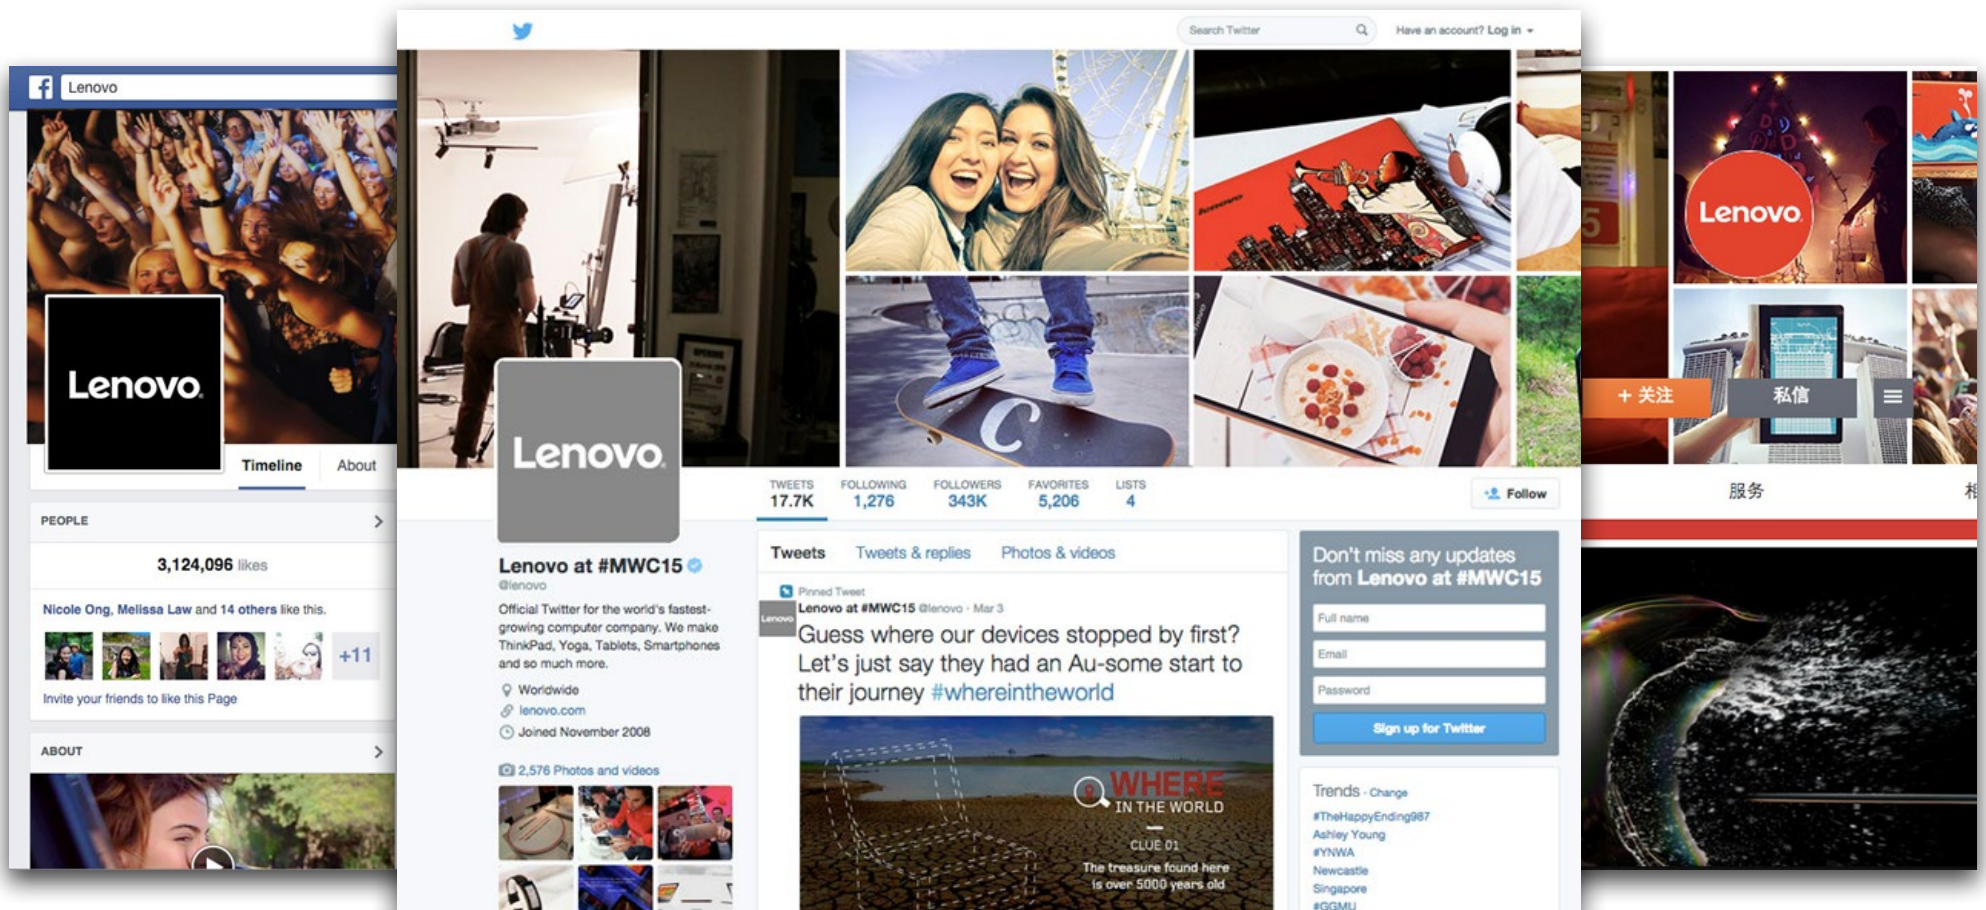 Lenovo
Lenovo
Timeline
About
PEOPLE
3,124,096 likes
Nicole Ong, Melissa Law and 14 others like this.
+11
Invite your friends to like this Page
ABOUT
Search Twitter
Have an account? Log in
lenovo
OPENING
C
Lenovo
TWEETS FOLLOWING FOLLOWERS FAVORITES LISTS
17.7K 1,276 343K 5,206 4
Follow
Lenovo at #MWC15
@lenovo
Official Twitter for the world's fastest-
growing computer company. We make
ThinkPad, Yoga, Tablets, Smartphones
and so much more.
Worldwide
lenovo.com
Joined November 2008
2,576 Photos and videos
Tweets Tweets & replies Photos & videos
Pinned Tweet
Lenovo
Lenovo at #MWC15 @lenovo · Mar 3
Guess where our devices stopped by first?
Let's just say they had an Au-some start to
their journey #whereintheworld
WHERE
IN THE WORLD
CLUE 01
The treasure found here
is over 5000 years old
Don't miss any updates
from Lenovo at #MWC15
Full name
Email
Password
Sign up for Twitter
Trends · Change
#TheHappyEnding987
Ashley Young
#YNWA
Newcastle
Singapore
#GGMU
5
Lenovo
+ 关注
私信
服务